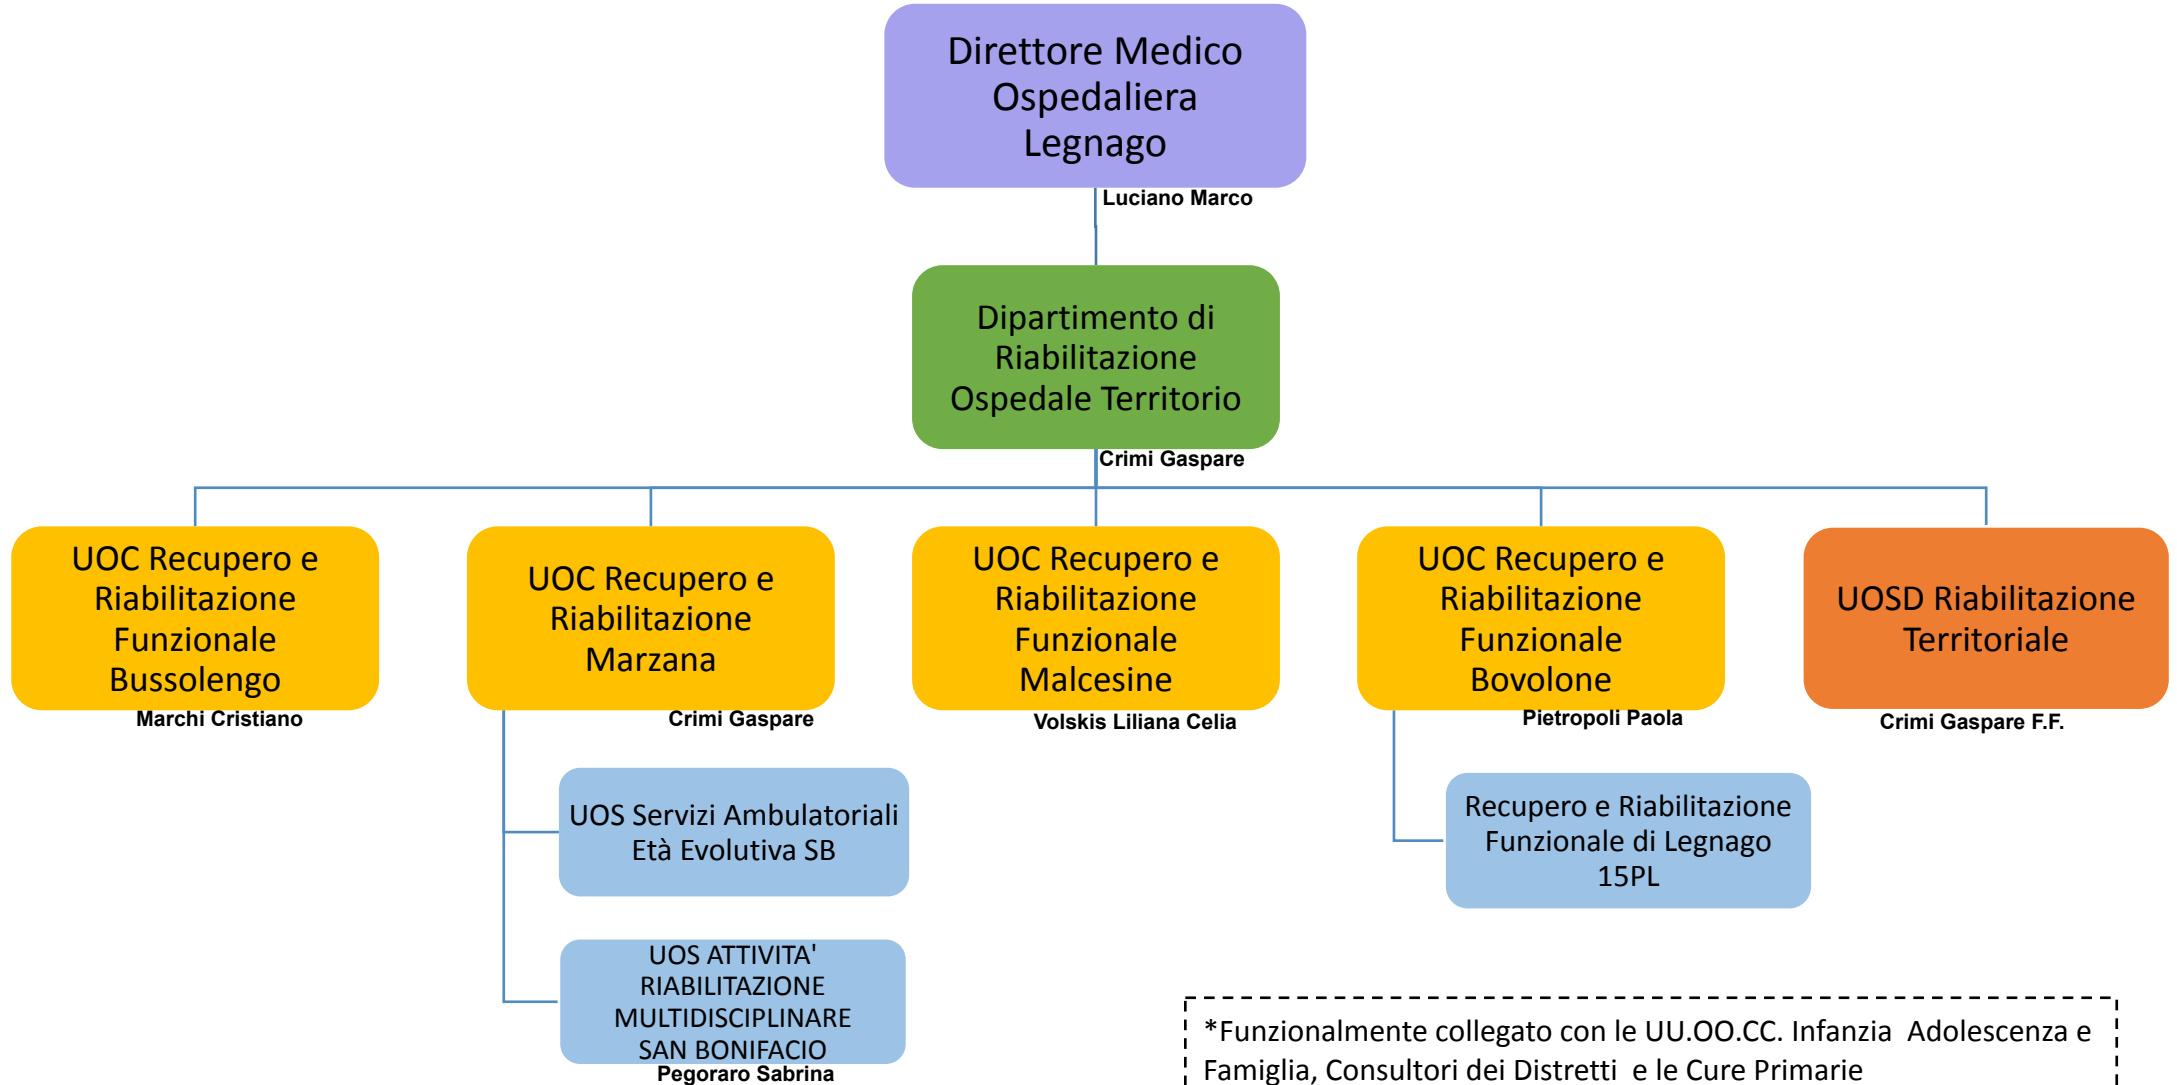 Direttore Medico
Ospedaliera
Legnago
Luciano Marco
Dipartimento di
Riabilitazione
Ospedale Territorio
Crimi Gaspare
UOC Recupero e
Riabilitazione
Funzionale
Bussolengo
Marchi Cristiano
UOC Recupero e
Riabilitazione
Marzana
Crimi Gaspare
UOC Recupero e
Riabilitazione
Funzionale
Malcesine
Volskis Liliana Celia
UOC Recupero e
Riabilitazione
Funzionale
Bovolone
Pietropoli Paola
UOSD Riabilitazione
Territoriale
Crimi Gaspare F.F.
UOS Servizi Ambulatoriali
Età Evolutiva SB
Recupero e Riabilitazione
Funzionale di Legnago
15PL
UOS ATTIVITA'
RIABILITAZIONE
MULTIDISCIPLINARE
SAN BONIFACIO
Pegoraro Sabrina
*Funzionalmente collegato con le UU.OO.CC. Infanzia  Adolescenza e
Famiglia, Consultori dei Distretti  e le Cure Primarie